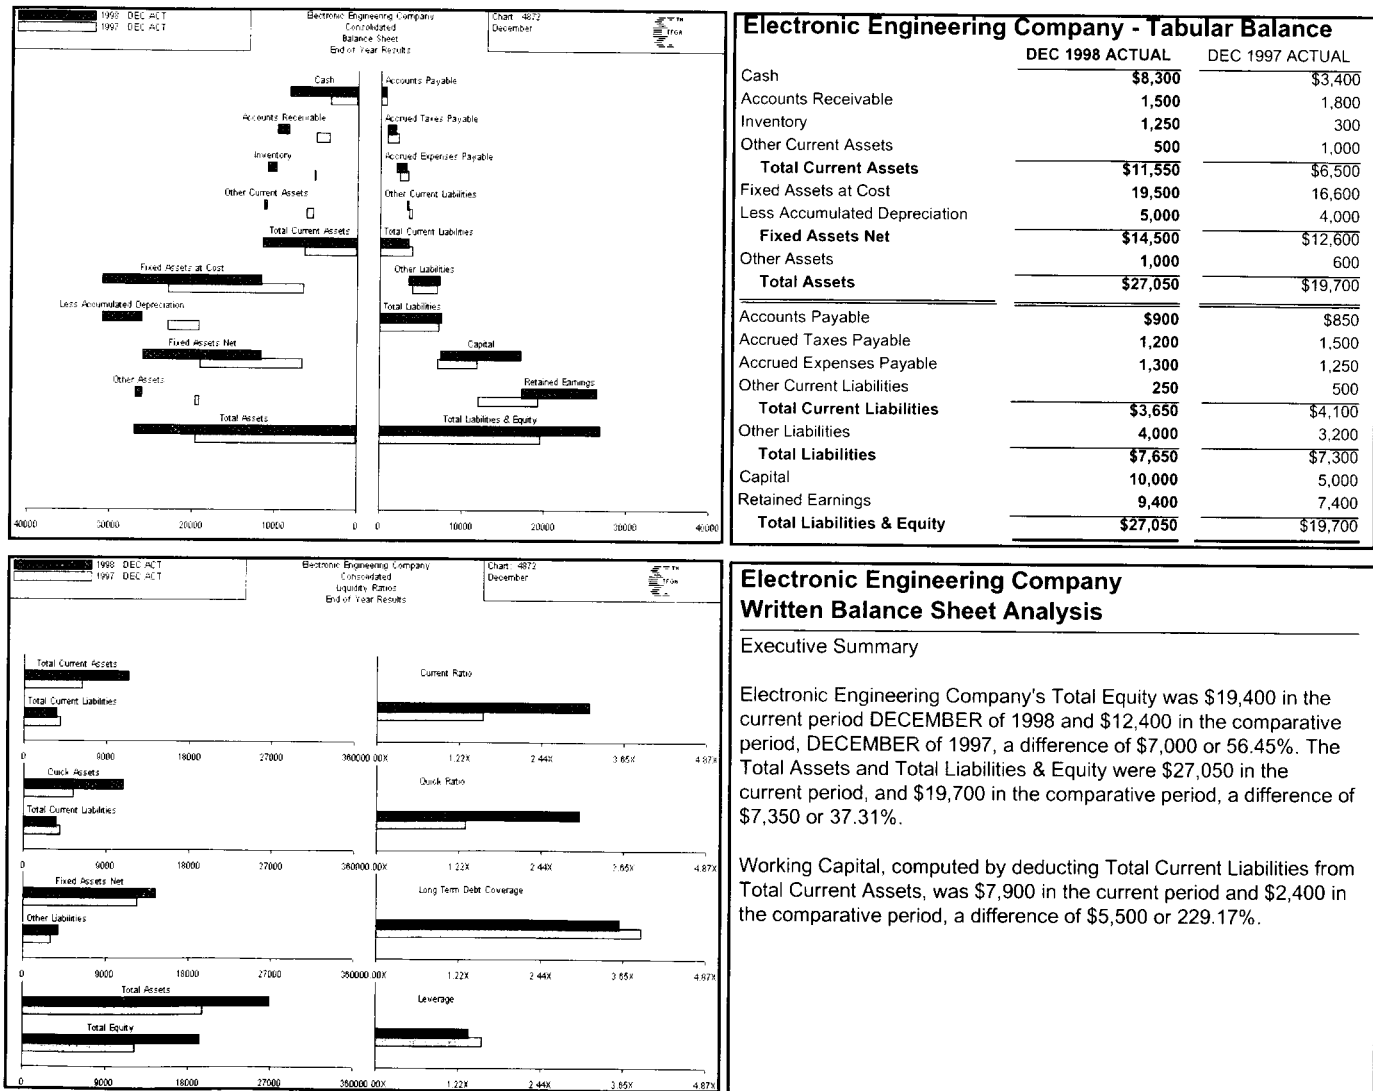 1998 DEC ACT
1997 DEC ACT
Electronic Engineering Company
Consolidated
Balance Sheet
End of Year Results
Chart: 4872
December
TM
TFGW
Cash
Accounts Payable
Accounts Receivable
Accrued Taxes Payable
Inventory
Accrued Expenses Payable
Other Current Assets
Other Current Liabilities
Total Current Assets
Total Current Liabilities
Fixed Assets at Cost
Other Liabilities
Less Accumulated Depreciation
Total Liabilities
Fixed Assets Net
Capital
Other Assets
Retained Earnings
Total Assets
Total Liabilities & Equity
40000 30000 20000 10000 0 0 10000 20000 30000 40000
Electronic Engineering Company - Tabular Balance
DEC 1998 ACTUAL DEC 1997 ACTUAL
Cash $8,300 $3,400
Accounts Receivable 1,500 1,800
Inventory 1,250 300
Other Current Assets 500 1,000
Total Current Assets $11,550 $6,500
Fixed Assets at Cost 19,500 16,600
Less Accumulated Depreciation 5,000 4,000
Fixed Assets Net $14,500 $12,600
Other Assets 1,000 600
Total Assets $27,050 $19,700
Accounts Payable $900 $850
Accrued Taxes Payable 1,200 1,500
Accrued Expenses Payable 1,300 1,250
Other Current Liabilities 250 500
Total Current Liabilities $3,650 $4,100
Other Liabilities 4,000 3,200
Total Liabilities $7,650 $7,300
Capital 10,000 5,000
Retained Earnings 9,400 7,400
Total Liabilities & Equity $27,050 $19,700
1998 DEC ACT
1997 DEC ACT
Electronic Engineering Company
Consolidated
Liquidity Ratios
End of Year Results
Chart: 4872
December
TM
TFGW
Total Current Assets
Total Current Liabilities
Current Ratio
0 9000 18000 27000 36000 0.00X 1.22X 2.44X 3.65X 4.87X
Quick Assets
Total Current Liabilities
Quick Ratio
0 9000 18000 27000 36000 0.00X 1.22X 2.44X 3.65X 4.87X
Fixed Assets Net
Other Liabilities
Long Term Debt Coverage
0 9000 18000 27000 36000 0.00X 1.22X 2.44X 3.65X 4.87X
Total Assets
Total Equity
Leverage
0 9000 18000 27000 36000 0.00X 1.22X 2.44X 3.65X 4.87X
Electronic Engineering Company
Written Balance Sheet Analysis
Executive Summary
Electronic Engineering Company's Total Equity was $19,400 in the
current period DECEMBER of 1998 and $12,400 in the comparative
period, DECEMBER of 1997, a difference of $7,000 or 56.45%. The
Total Assets and Total Liabilities & Equity were $27,050 in the
current period, and $19,700 in the comparative period, a difference of
$7,350 or 37.31%.
Working Capital, computed by deducting Total Current Liabilities from
Total Current Assets, was $7,900 in the current period and $2,400 in
the comparative period, a difference of $5,500 or 229.17%.